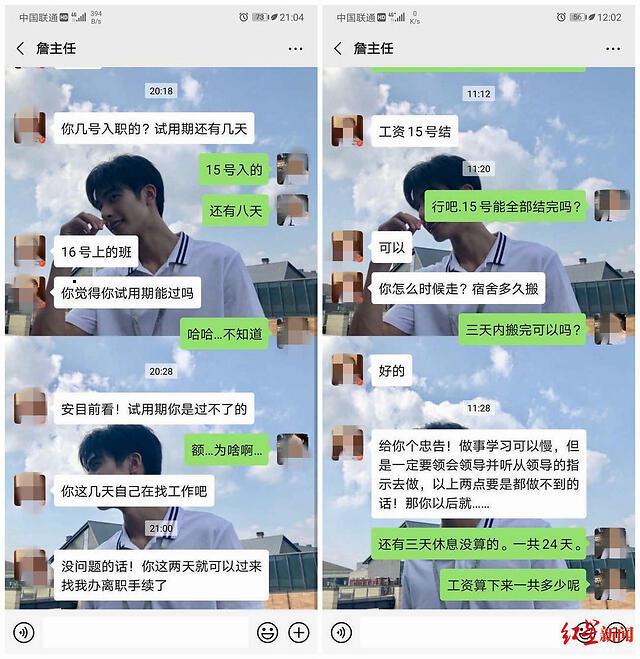 中国联通 HD 4G 394 B/s 73 21:04
詹主任
20:18
你几号入职的？试用期还有几天
15号入的
还有八天
16号上的班
你觉得你试用期能过吗
哈哈...不知道
20:28
安目前看！试用期你是过不了的
额...为啥啊...
你这几天自己在找工作吧
21:00
没问题的话！你这两天就可以过来
找我办离职手续了
中国联通 HD 4G 0 K/s 56 12:02
詹主任
11:12
工资15号结
11:20
行吧.15号能全部结完吗？
可以
你怎么时候走？宿舍多久搬
三天内搬完可以吗？
好的
11:28
给你个忠告！做事学习可以慢，但
是一定要领会领导并听从领导的指
示去做，以上两点要是都做不到的
话！那你以后就......
还有三天休息没算的。一共24天。
工资算下来一共多少呢
红星新闻